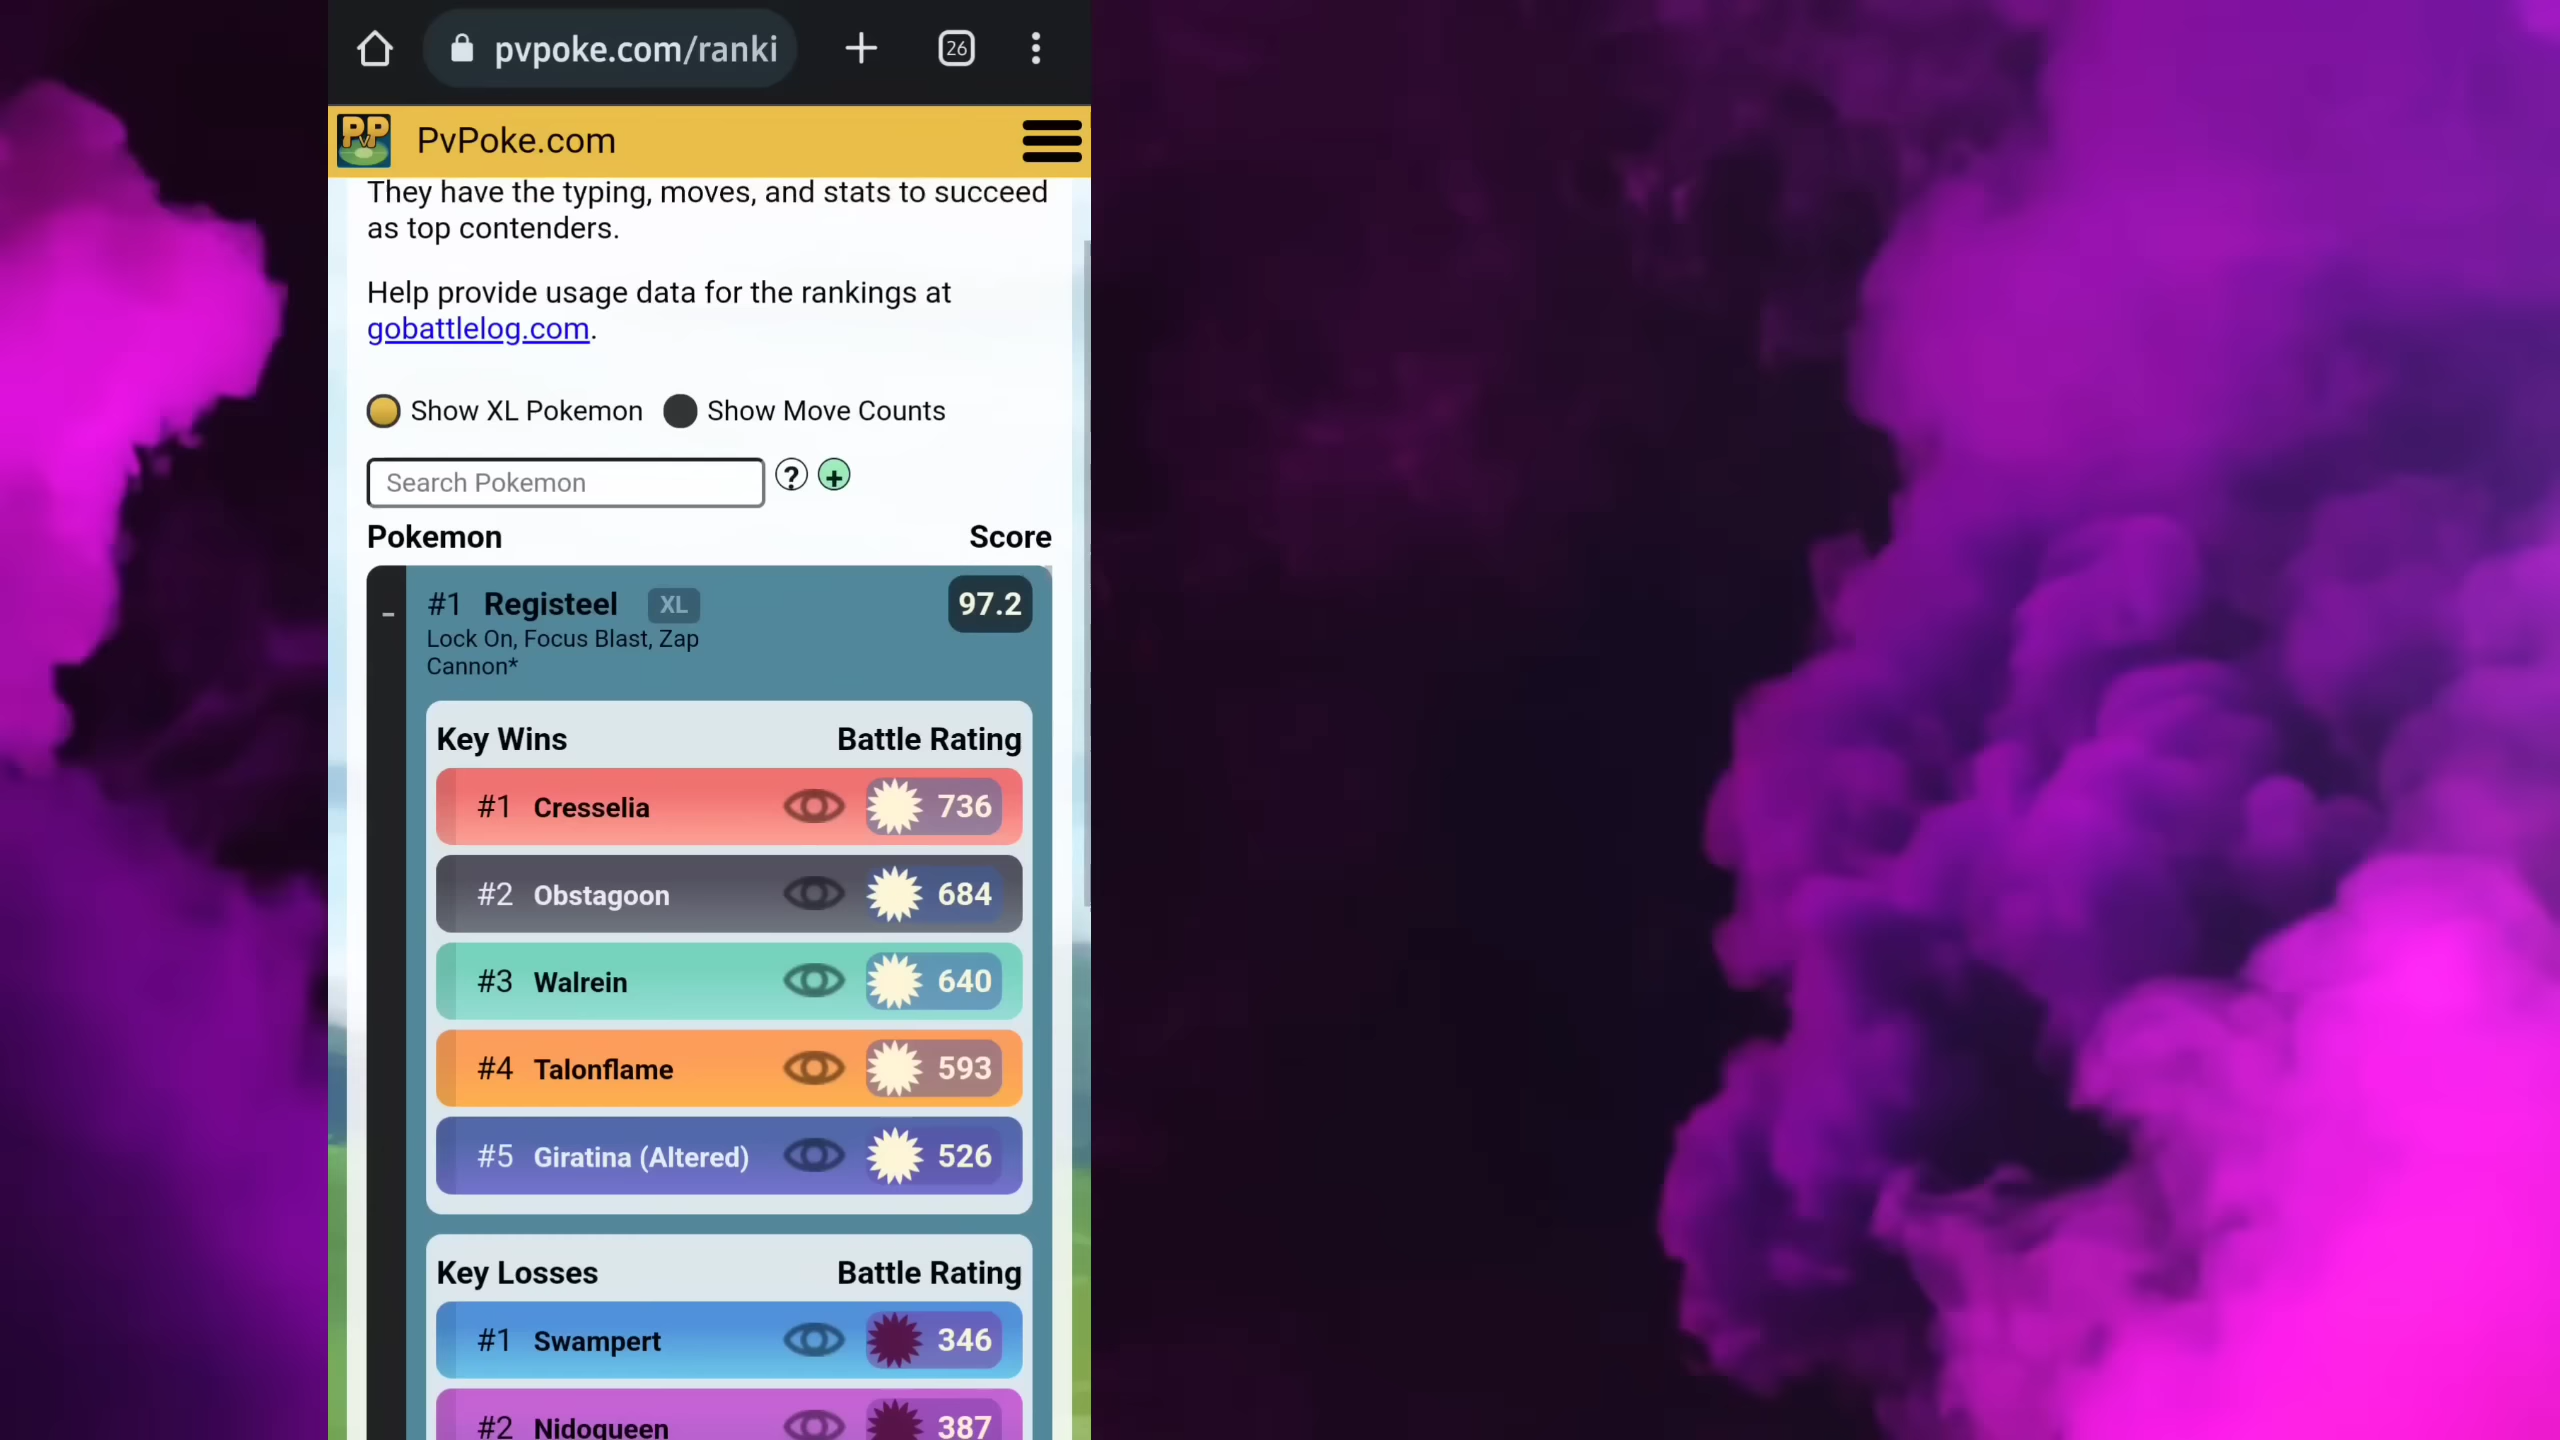 pvpoke.com/ranki
26
PvP
PvPoke.com
They have the typing, moves, and stats to succeed
as top contenders.
Help provide usage data for the rankings at
gobattlelog.com.
Show XL Pokemon Show Move Counts
Search Pokemon ? +
Pokemon Score
- #1 Registeel XL 97.2
Lock On, Focus Blast, Zap
Cannon*
Key Wins Battle Rating
#1 Cresselia 736
#2 Obstagoon 684
#3 Walrein 640
#4 Talonflame 593
#5 Giratina (Altered) 526
Key Losses Battle Rating
#1 Swampert 346
#2 Nidoqueen 387